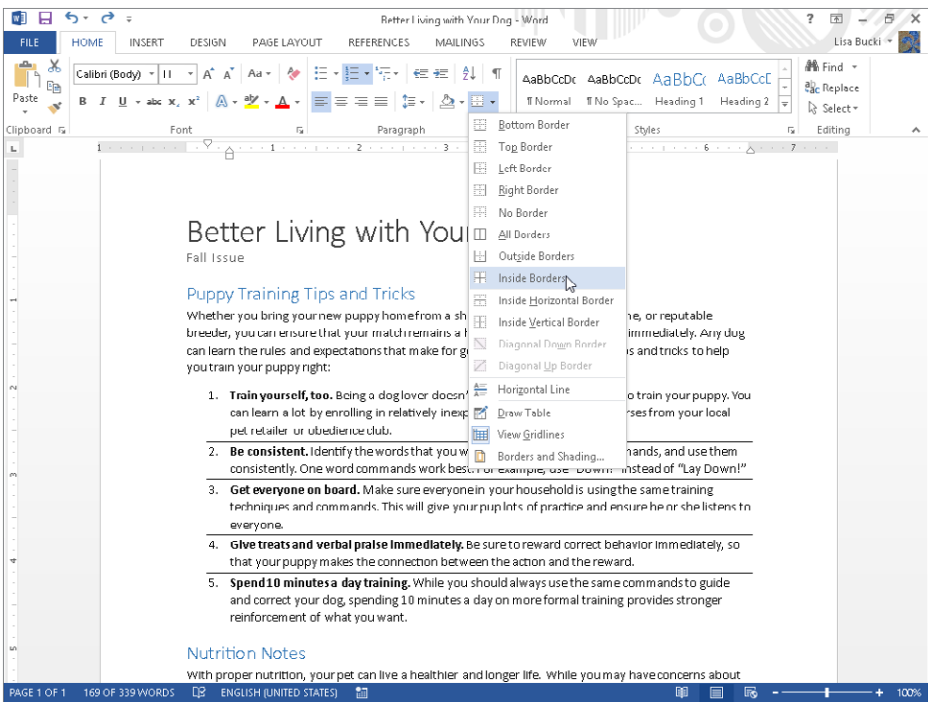 Better Living with Your Dog - Word
FILE HOME INSERT DESIGN PAGE LAYOUT REFERENCES MAILINGS REVIEW VIEW Lisa Bucki
Calibri (Body) 11 A A Aa
AaBbCcDc AaBbCcDc AaBbC( AaBbCcE
Find
Replace
Paste
B I U abc x, x² A A
¶ Normal ¶ No Spac... Heading 1 Heading 2
Select
Clipboard Font Paragraph Styles Editing
1 1 2 3 6 7
Bottom Border
Top Border
Left Border
Right Border
No Border
All Borders
Outside Borders
Inside Borders
Inside Horizontal Border
Inside Vertical Border
Diagonal Down Border
Diagonal Up Border
Horizontal Line
Draw Table
View Gridlines
Borders and Shading...
Better Living with You
Fall Issue
Puppy Training Tips and Tricks
Whether you bring your new puppy home from a sh ne, or reputable
breeder, you can ensure that your match remains a h immediately. Any dog
can learn the rules and expectations that make for g os and tricks to help
you train your puppy right:
1. Train yourself, too. Being a dog lover doesn' o train your puppy. You
can learn a lot by enrolling in relatively inexp rses from your local
pet retailer or obedience club.
2. Be consistent. Identify the words that you w mands, and use them
consistently. One word commands work best. For example, use "Down!" instead of "Lay Down!"
3. Get everyone on board. Make sure everyone in your household is using the same training
techniques and commands. This will give your pup lots of practice and ensure he or she listens to
everyone.
4. Give treats and verbal praise immediately. Be sure to reward correct behavior immediately, so
that your puppy makes the connection between the action and the reward.
5. Spend 10 minutes a day training. While you should always use the same commands to guide
and correct your dog, spending 10 minutes a day on more formal training provides stronger
reinforcement of what you want.
Nutrition Notes
With proper nutrition, your pet can live a healthier and longer life. While you may have concerns about
PAGE 1 OF 1 169 OF 339 WORDS ENGLISH (UNITED STATES) 100%